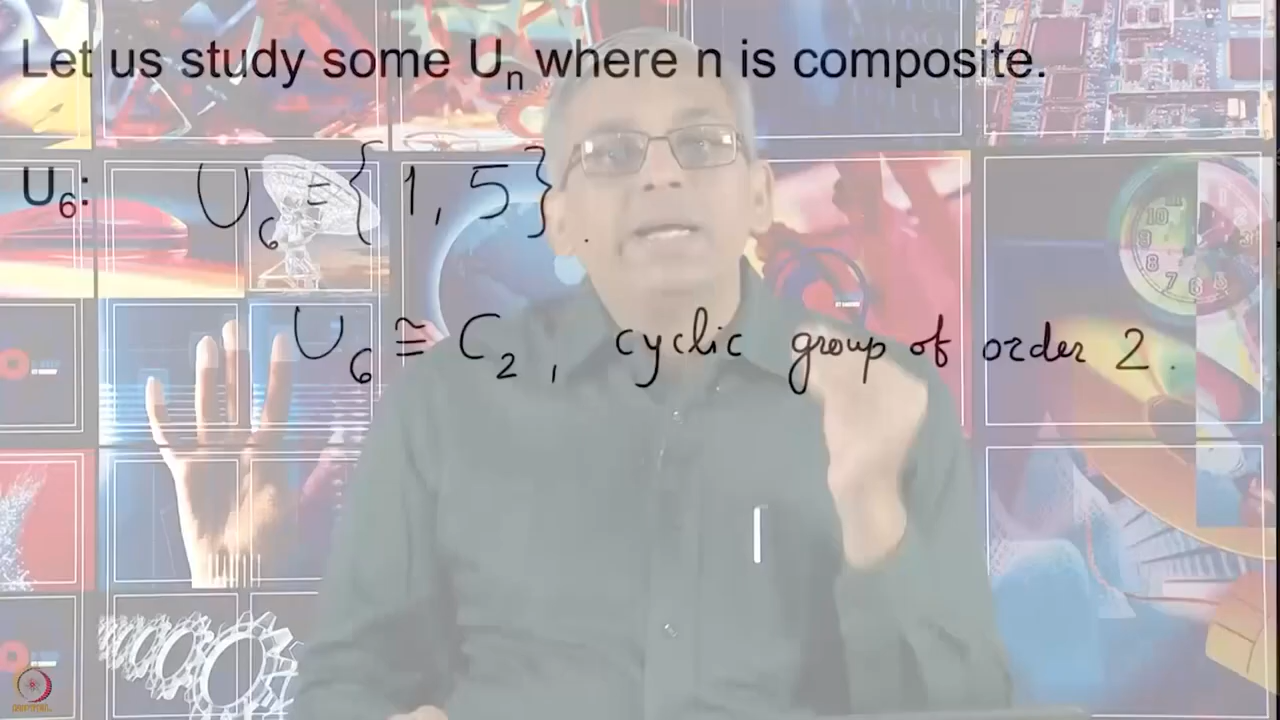 Let us study some Uₙ where n is composite.
U₆: U₆ = {1, 5}.
U₆ ≅ C₂, cyclic group of order 2.